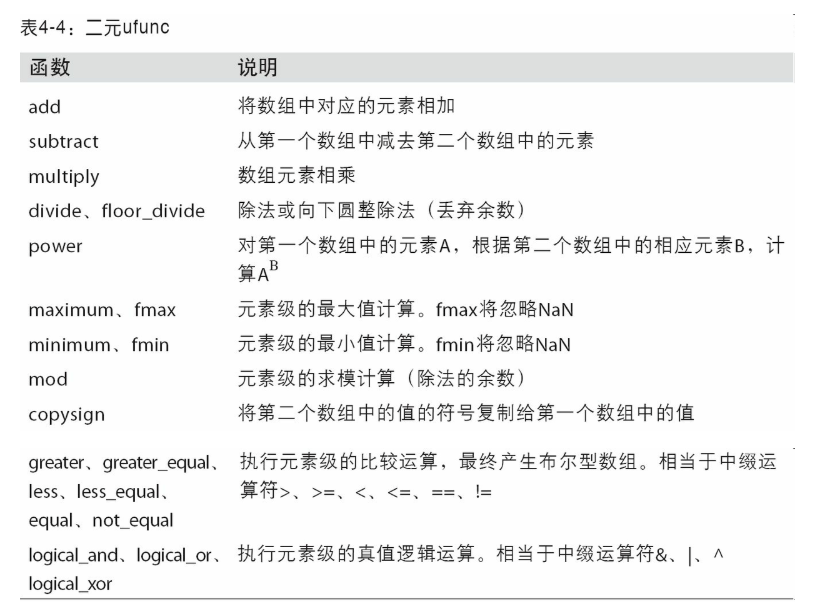 表4-4：二元ufunc
函数 说明
add 将数组中对应的元素相加
subtract 从第一个数组中减去第二个数组中的元素
multiply 数组元素相乘
divide、floor_divide 除法或向下圆整除法（丢弃余数）
power 对第一个数组中的元素A，根据第二个数组中的相应元素B，计
算A^B
maximum、fmax 元素级的最大值计算。fmax将忽略NaN
minimum、fmin 元素级的最小值计算。fmin将忽略NaN
mod 元素级的求模计算（除法的余数）
copysign 将第二个数组中的值的符号复制给第一个数组中的值
greater、greater_equal、 执行元素级的比较运算，最终产生布尔型数组。相当于中缀运
less、less_equal、 算符>、>=、<、<=、==、!=
equal、not_equal
logical_and、logical_or、 执行元素级的真值逻辑运算。相当于中缀运算符&、|、^
logical_xor